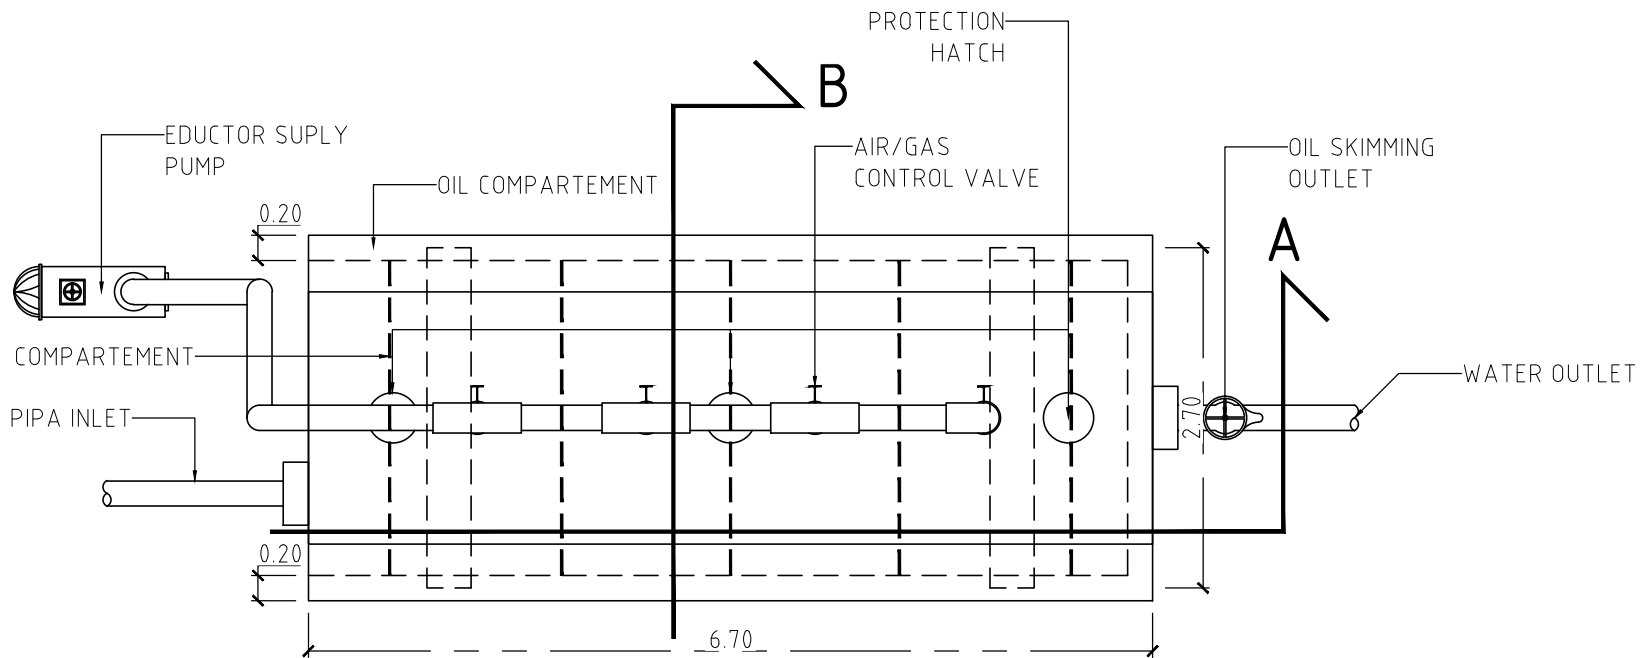 PROTECTION
HATCH
B
EDUCTOR SUPLY
PUMP
AIR/GAS
CONTROL VALVE
OIL SKIMMING
OUTLET
OIL COMPARTEMENT
0.20
A
COMPARTEMENT
WATER OUTLET
PIPA INLET
2.70
0.20
6.70